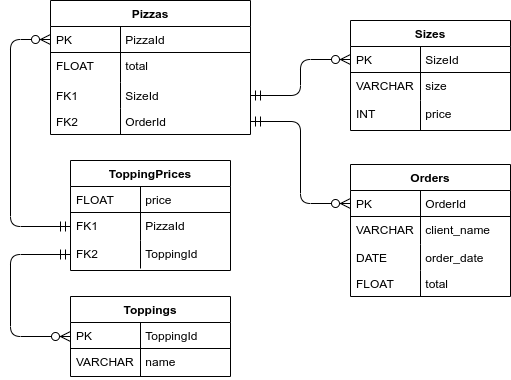 Pizzas
PK PizzaId
FLOAT total
FK1 SizeId
FK2 OrderId
Sizes
PK SizeId
VARCHAR size
INT price
ToppingPrices
FLOAT price
FK1 PizzaId
FK2 ToppingId
Orders
PK OrderId
VARCHAR client_name
DATE order_date
FLOAT total
Toppings
PK ToppingId
VARCHAR name